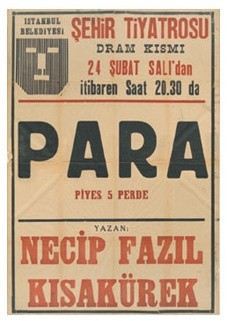 İSTANBUL
BELEDİYESİ
ŞEHİR TİYATROSU
DRAM KISMI
24 ŞUBAT SALI'dan
itibaren Saat 20.30 da
PARA
PİYES 5 PERDE
YAZAN:
NECİP FAZIL
KISAKÜREK